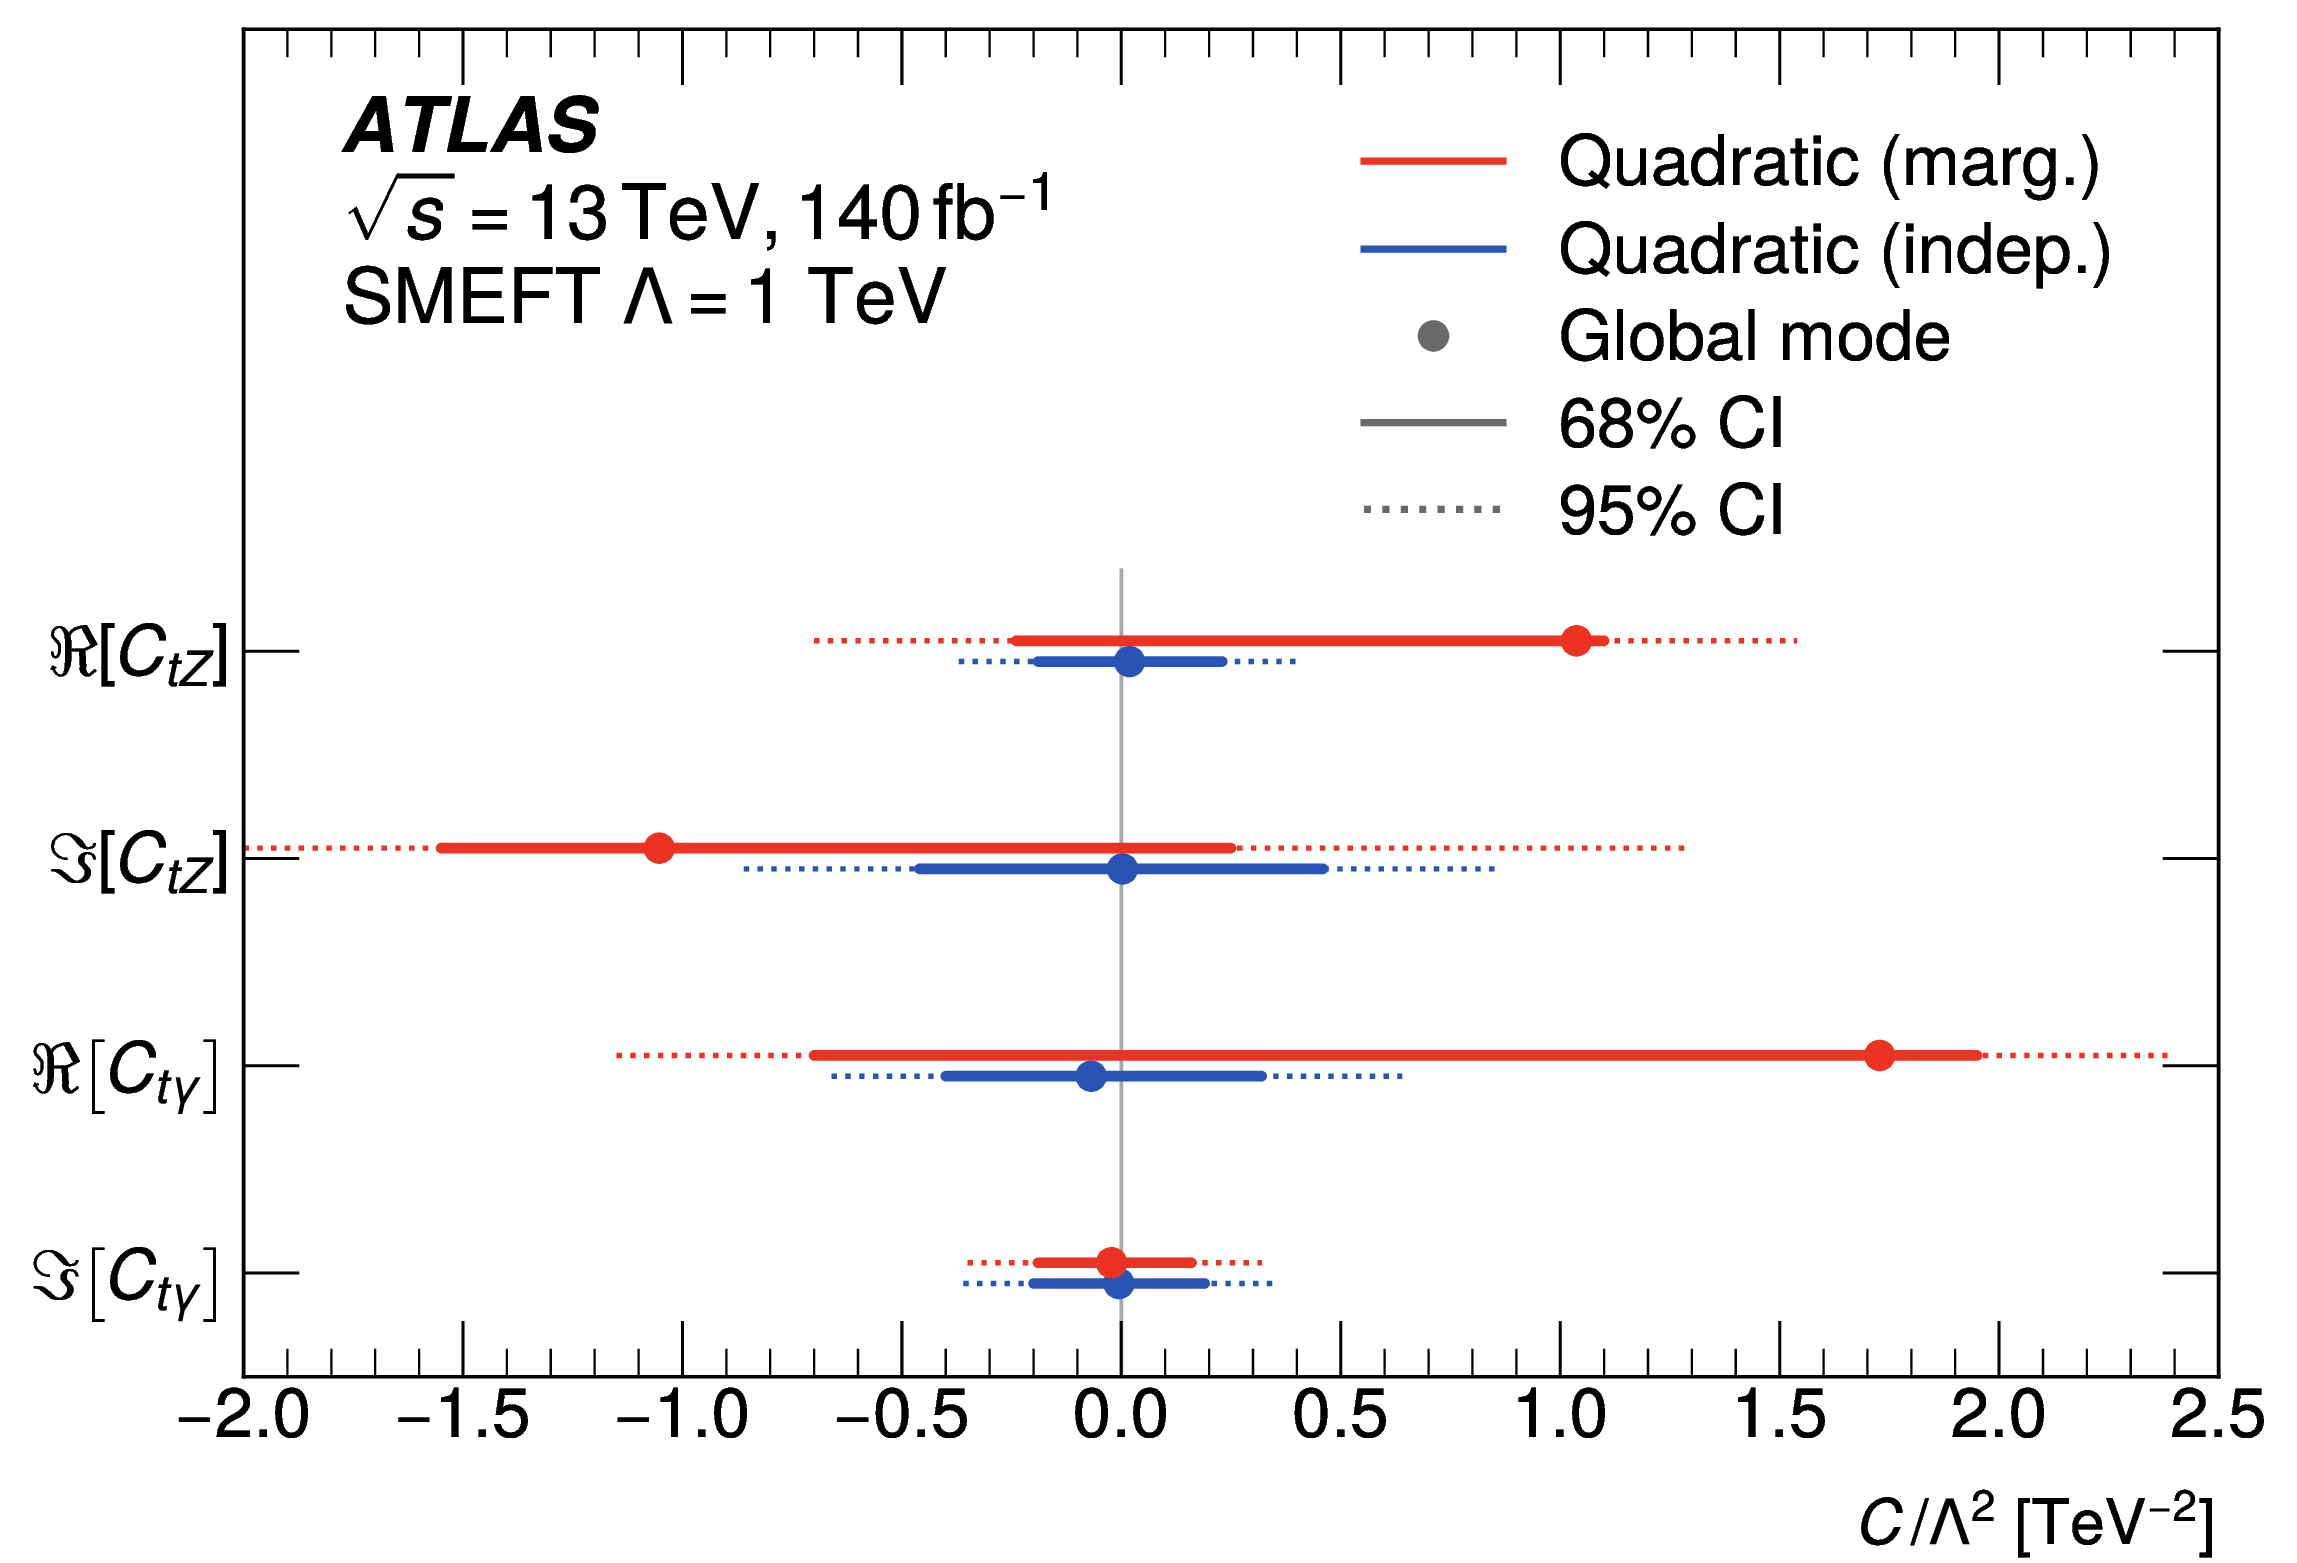 ATLAS
√s = 13 TeV, 140 fb⁻¹
SMEFT Λ = 1 TeV
Quadratic (marg.)
Quadratic (indep.)
Global mode
68% CI
95% CI
ℜ[C_tZ]
ℑ[C_tZ]
ℜ[C_tγ]
ℑ[C_tγ]
−2.0 −1.5 −1.0 −0.5 0.0 0.5 1.0 1.5 2.0 2.5
C/Λ² [TeV⁻²]